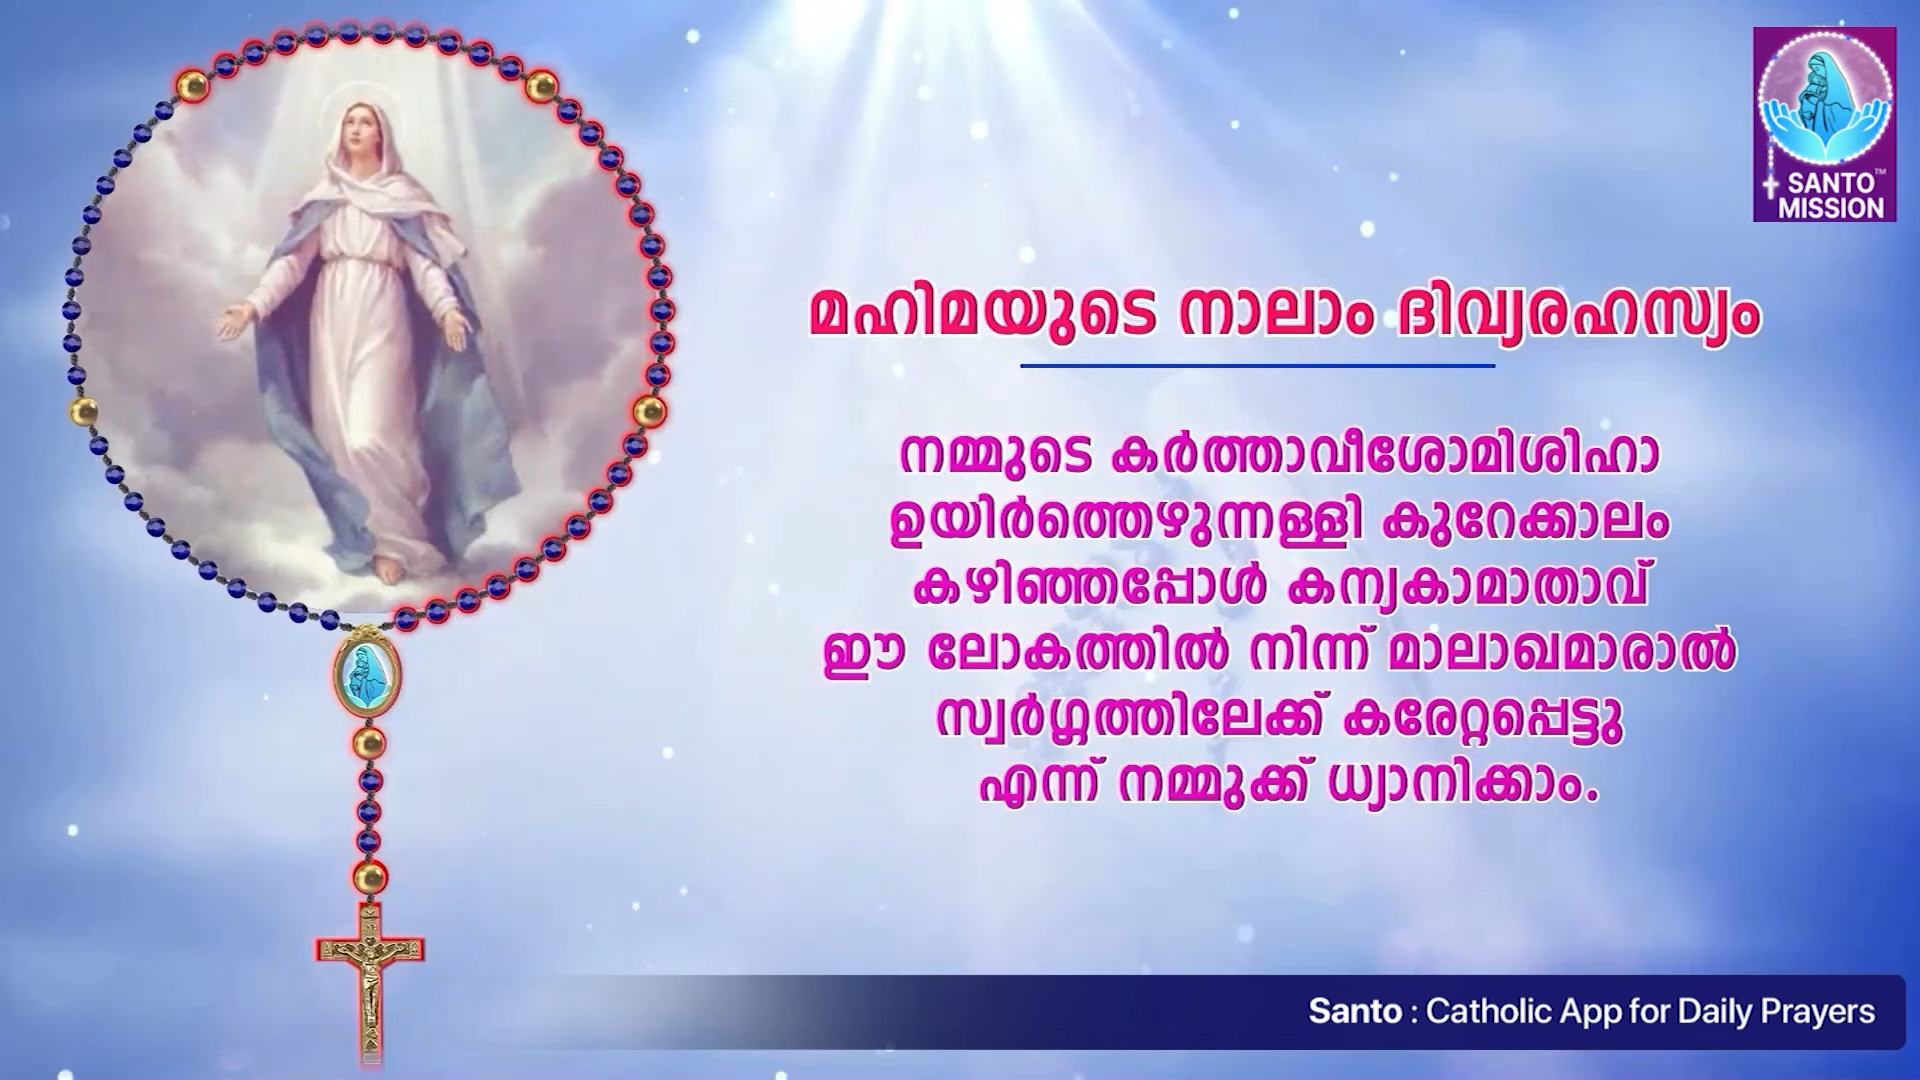 SANTO™
MISSION
മഹിമയുടെ നാലാം ദിവ്യരഹസ്യം
നമ്മുടെ കർത്താവീശോമിശിഹാ
ഉയിർത്തെഴുന്നള്ളി കുറേക്കാലം
കഴിഞ്ഞപ്പോൾ കന്യകാമാതാവ്
ഈ ലോകത്തിൽ നിന്ന് മാലാഖമാരാൽ
സ്വർഗ്ഗത്തിലേക്ക് കരേറ്റപ്പെട്ടു
എന്ന് നമ്മുക്ക് ധ്യാനിക്കാം.
Santo : Catholic App for Daily Prayers